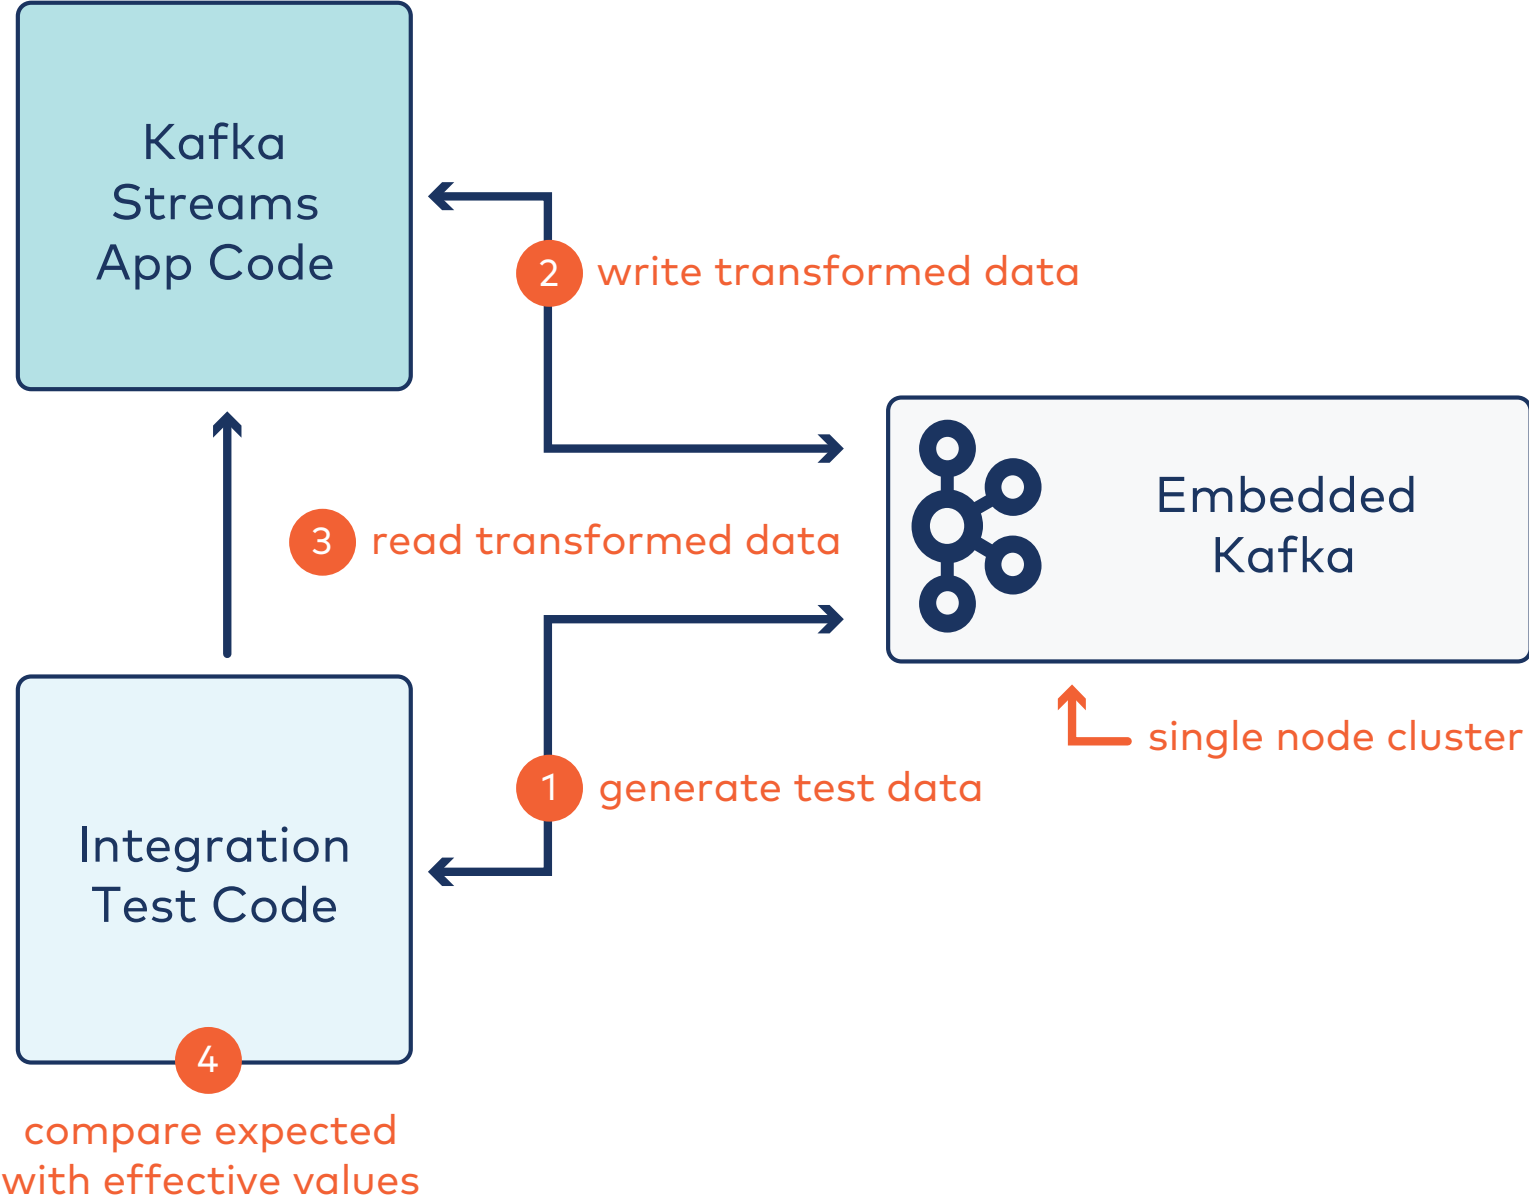 Kafka
Streams
App Code
2 write transformed data
Embedded
Kafka
3 read transformed data
single node cluster
1 generate test data
Integration
Test Code
4
compare expected
with effective values